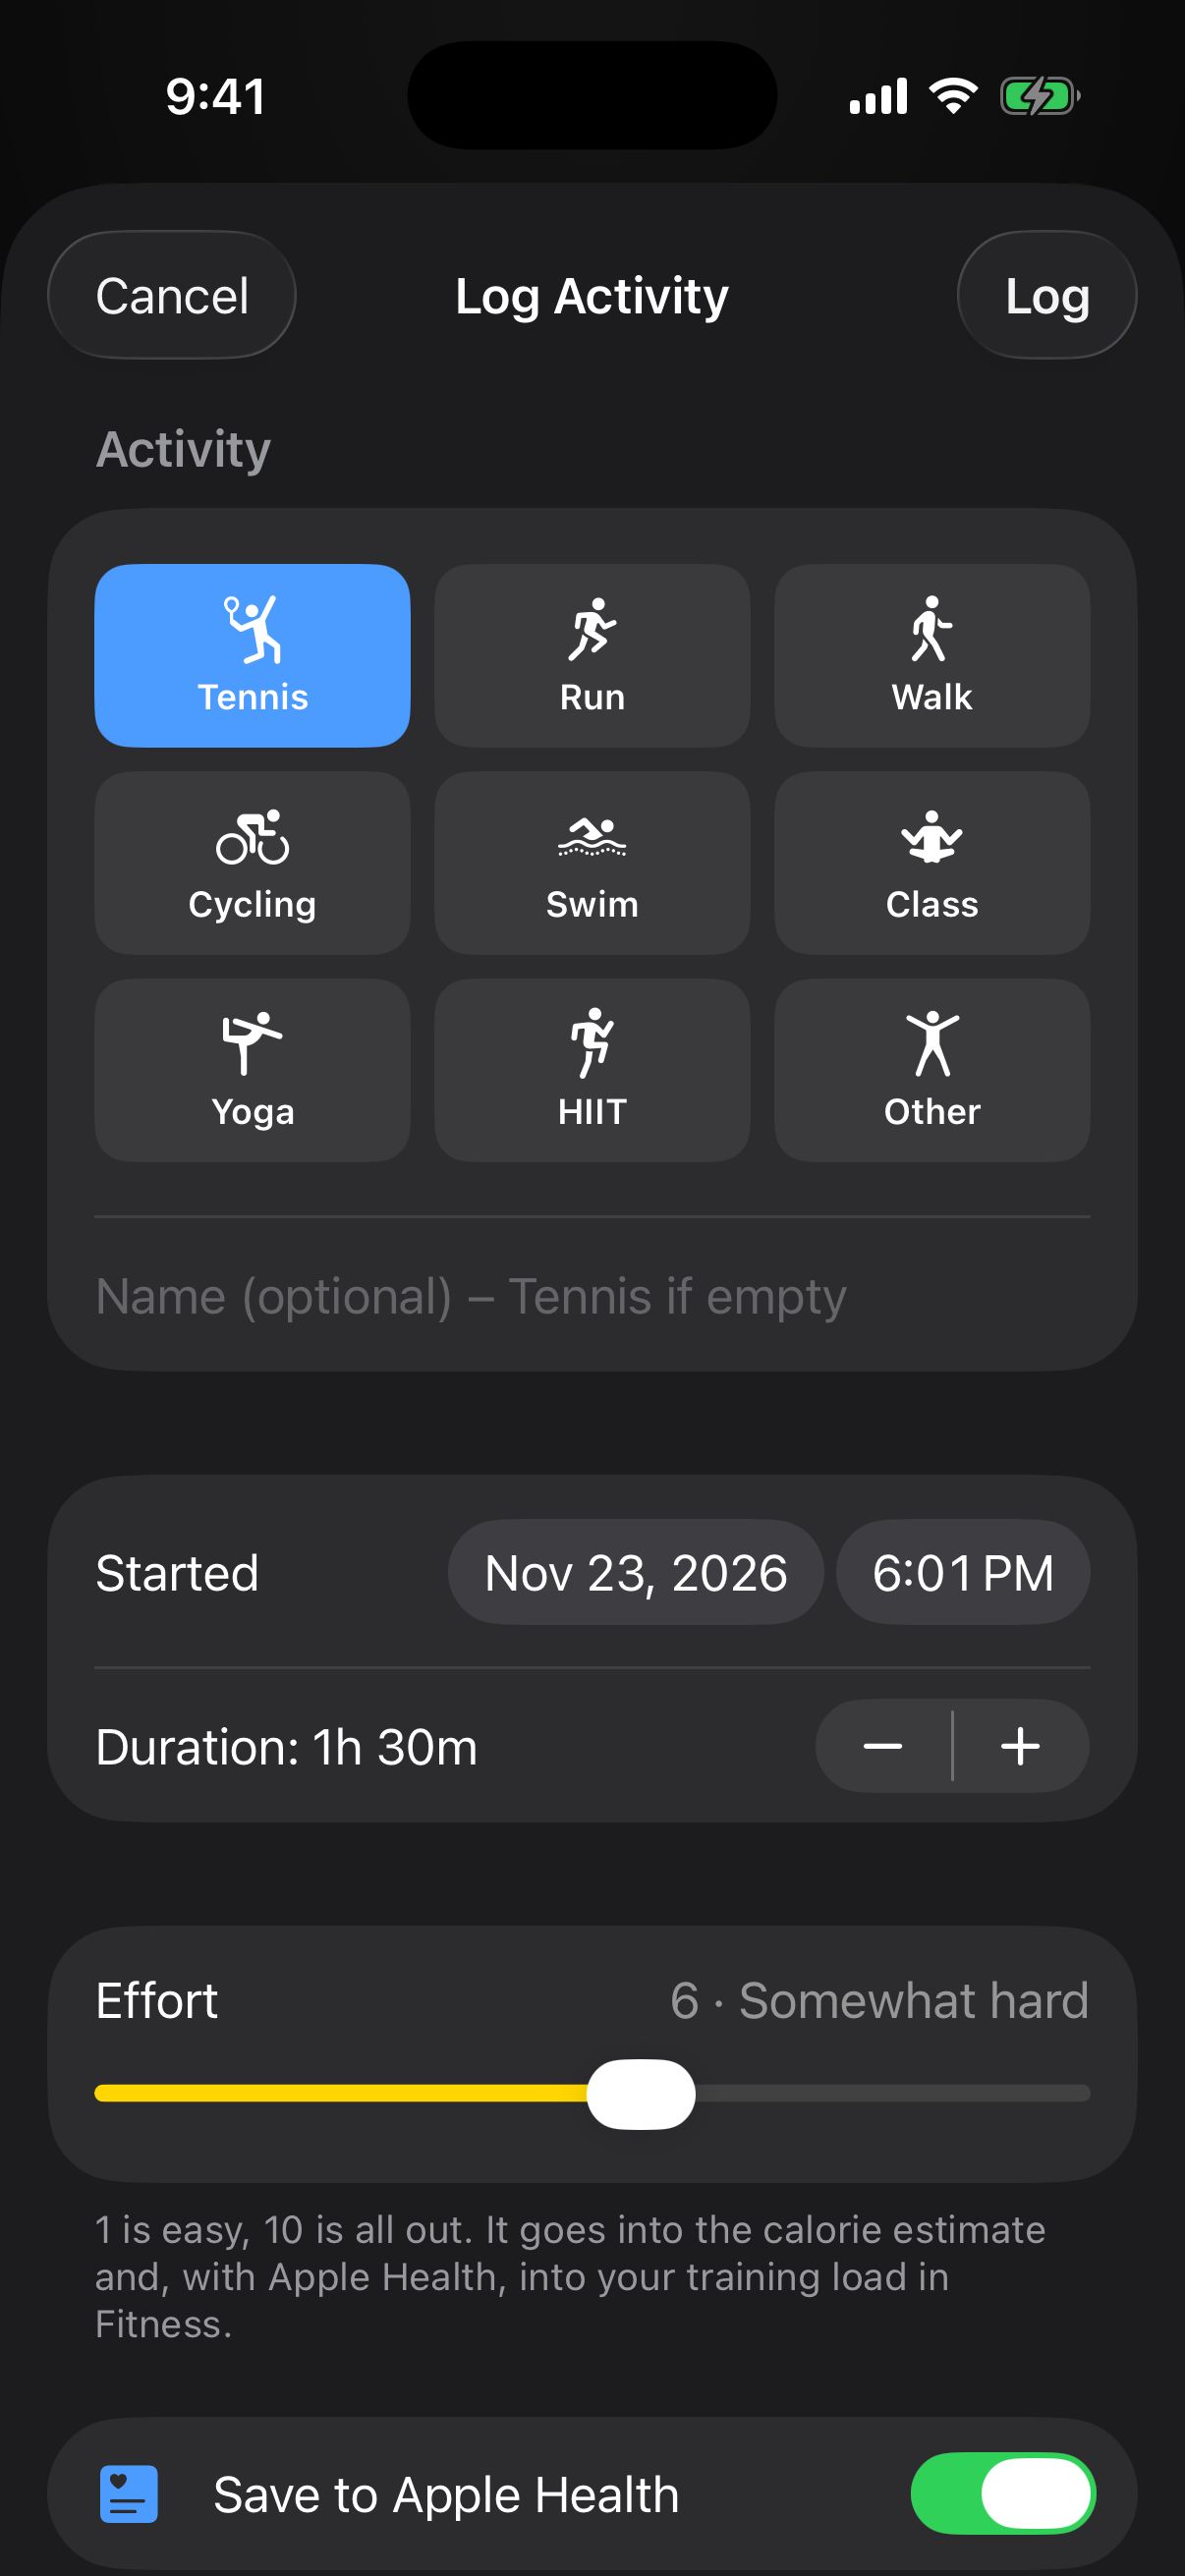 9:41
Cancel
Log Activity
Log
Activity
Tennis
Run
Walk
Cycling
Swim
Class
Yoga
HIIT
Other
Name (optional) – Tennis if empty
Started
Nov 23, 2026
6:01 PM
Duration: 1h 30m
Effort
6 · Somewhat hard
1 is easy, 10 is all out. It goes into the calorie estimate
and, with Apple Health, into your training load in
Fitness.
Save to Apple Health